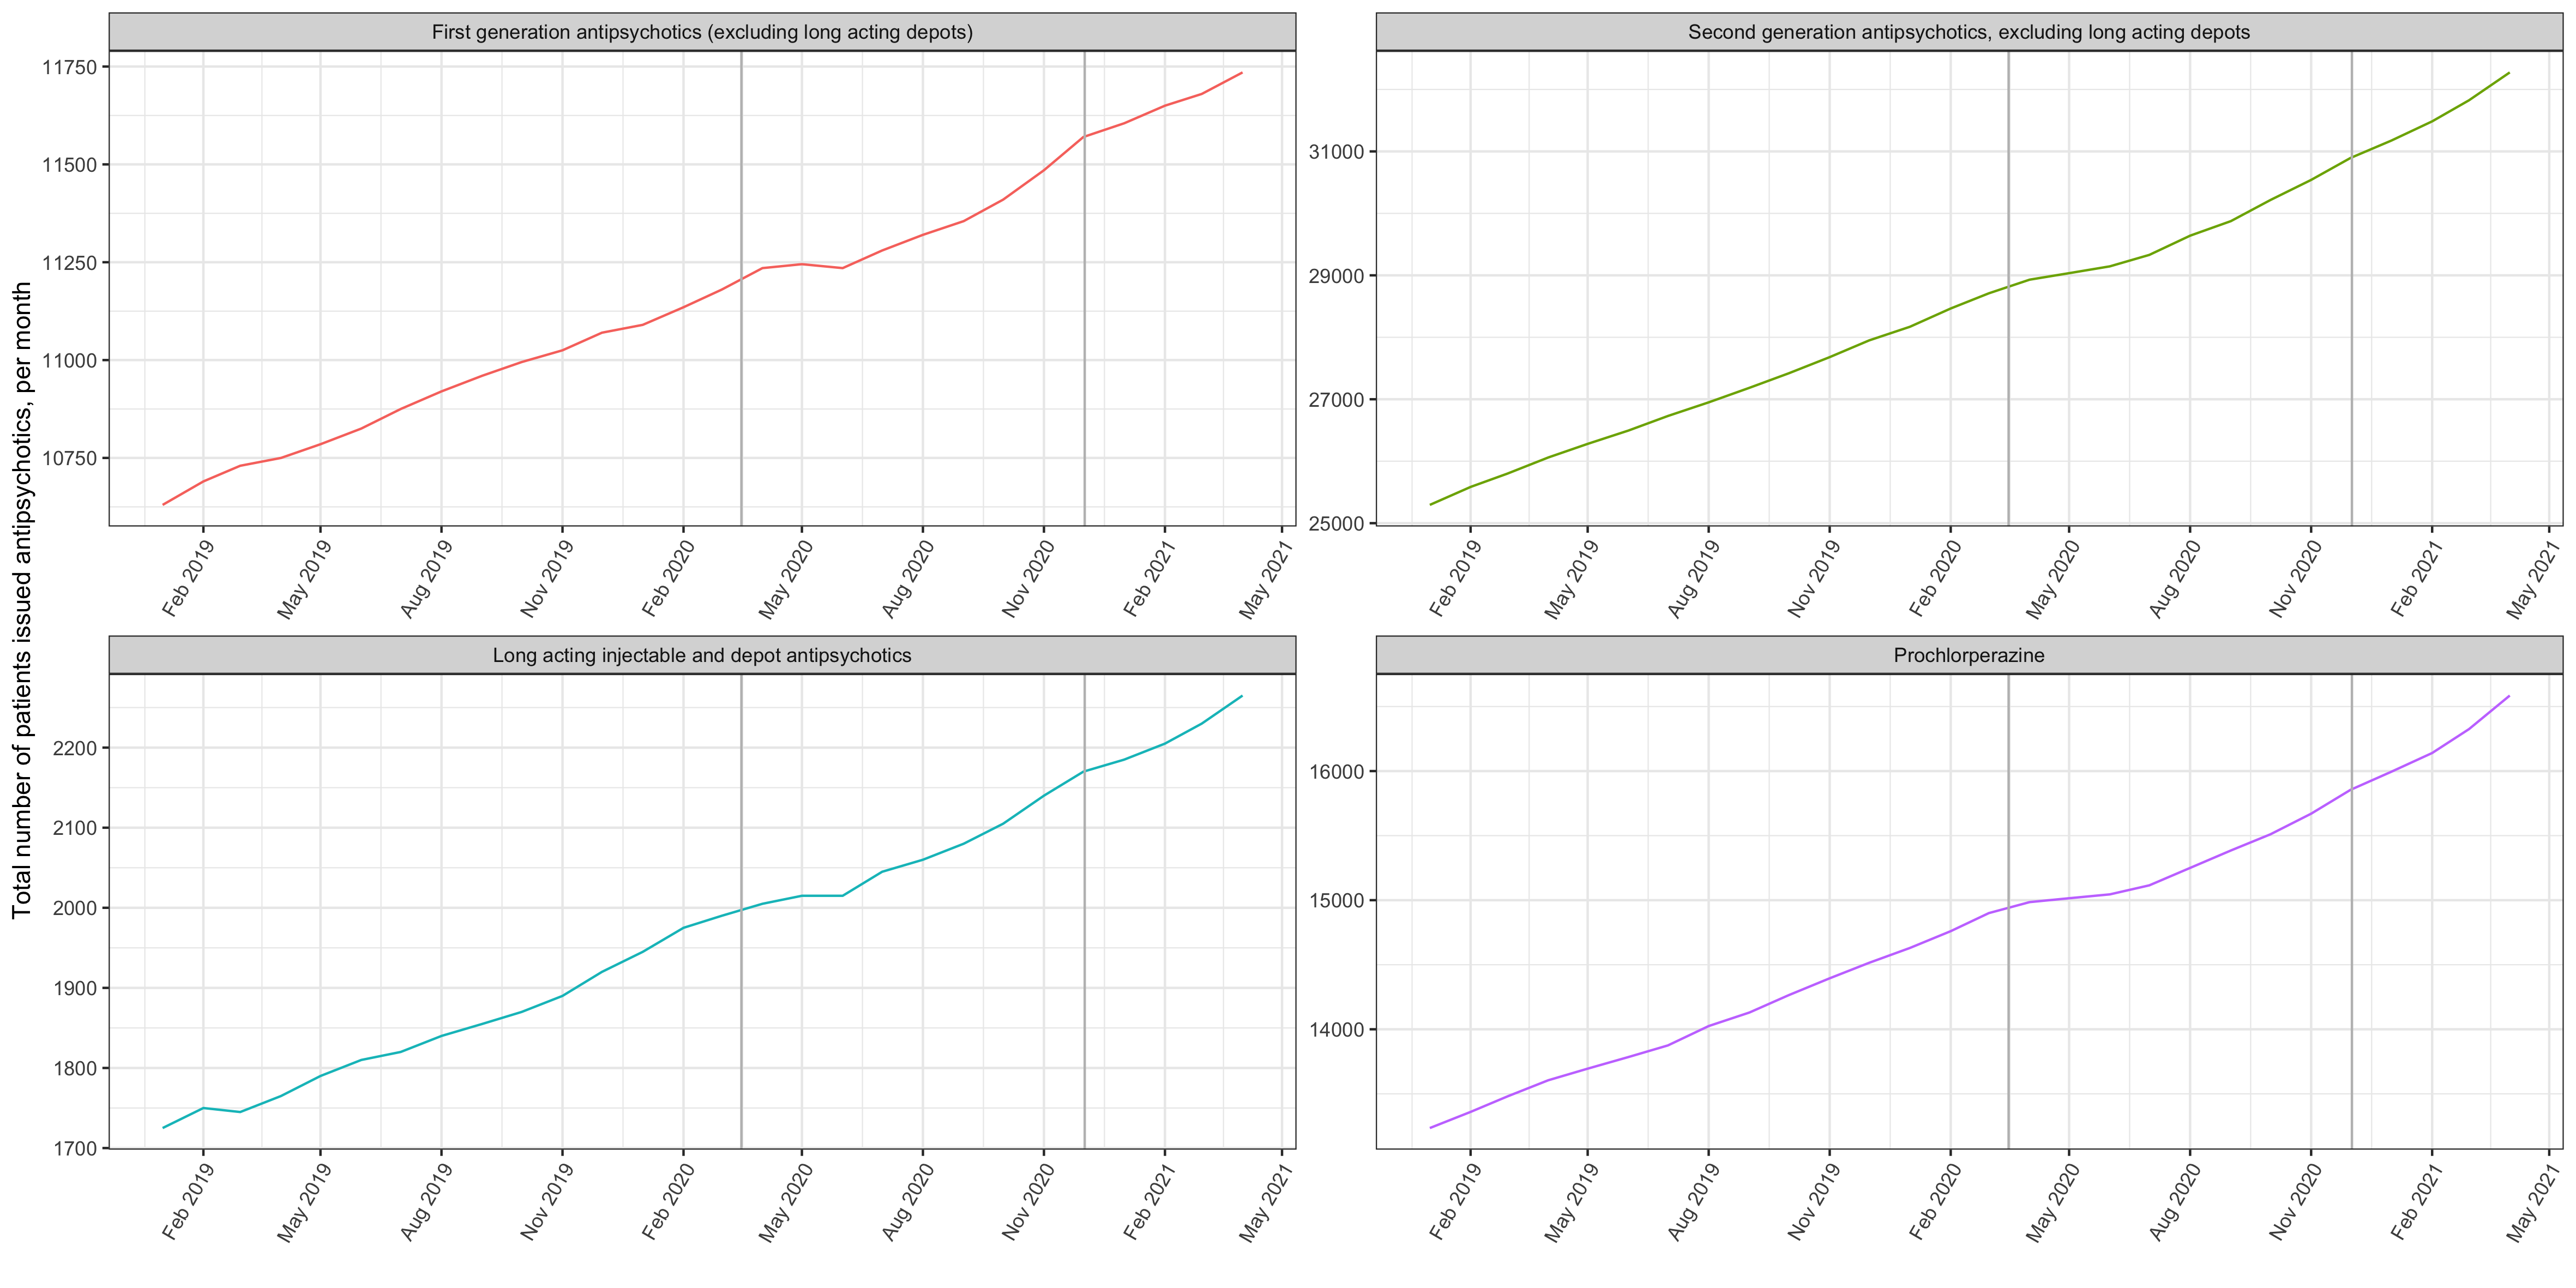 Total number of patients issued antipsychotics, per month
First generation antipsychotics (excluding long acting depots)
11750
11500
11250
11000
10750
Feb 2019
May 2019
Aug 2019
Nov 2019
Feb 2020
May 2020
Aug 2020
Nov 2020
Feb 2021
May 2021
Second generation antipsychotics, excluding long acting depots
31000
29000
27000
25000
Feb 2019
May 2019
Aug 2019
Nov 2019
Feb 2020
May 2020
Aug 2020
Nov 2020
Feb 2021
May 2021
Long acting injectable and depot antipsychotics
2200
2100
2000
1900
1800
1700
Feb 2019
May 2019
Aug 2019
Nov 2019
Feb 2020
May 2020
Aug 2020
Nov 2020
Feb 2021
May 2021
Prochlorperazine
16000
15000
14000
Feb 2019
May 2019
Aug 2019
Nov 2019
Feb 2020
May 2020
Aug 2020
Nov 2020
Feb 2021
May 2021